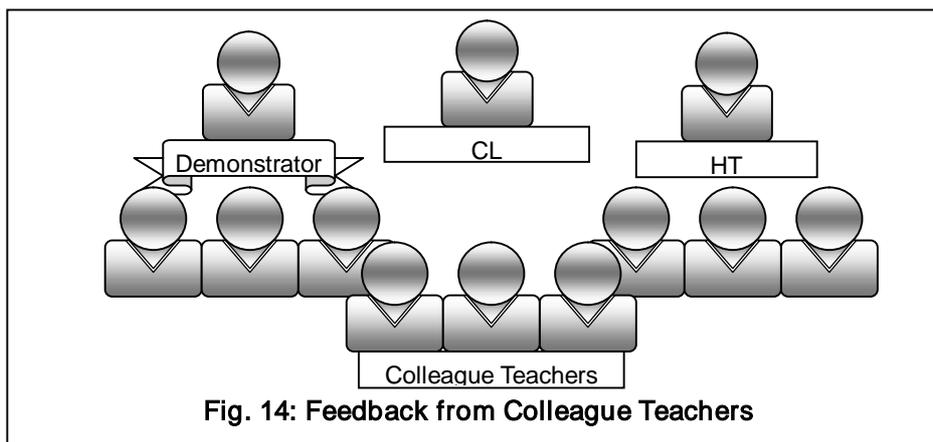 Demonstrator
CL
HT
Colleague Teachers
Fig. 14: Feedback from Colleague Teachers